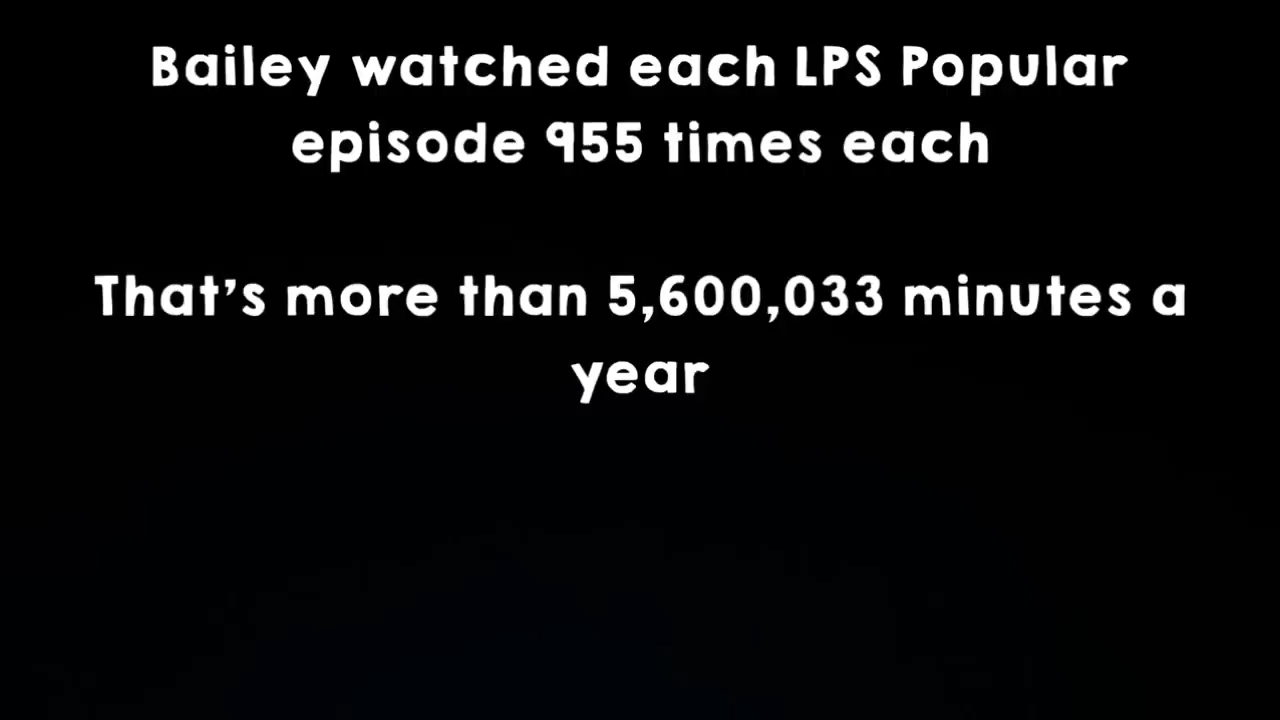 Bailey watched each LPS Popular
episode 955 times each
That's more than 5,600,033 minutes a
year